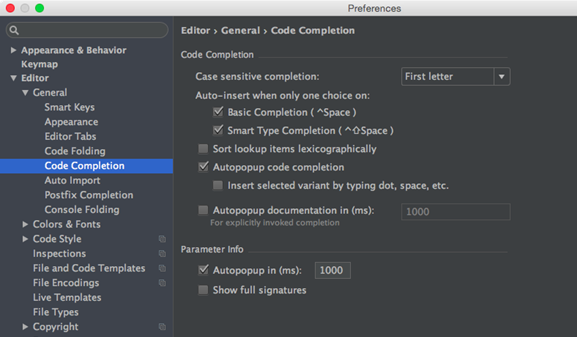 Preferences
Appearance & Behavior
Keymap
Editor
General
Smart Keys
Appearance
Editor Tabs
Code Folding
Code Completion
Auto Import
Postfix Completion
Console Folding
Colors & Fonts
Code Style
Inspections
File and Code Templates
File Encodings
Live Templates
File Types
Copyright
Editor › General › Code Completion
Code Completion
Case sensitive completion: First letter
Auto-insert when only one choice on:
Basic Completion ( ^Space )
Smart Type Completion ( ^⇧Space )
Sort lookup items lexicographically
Autopopup code completion
Insert selected variant by typing dot, space, etc.
Autopopup documentation in (ms): 1000
For explicitly invoked completion
Parameter Info
Autopopup in (ms): 1000
Show full signatures